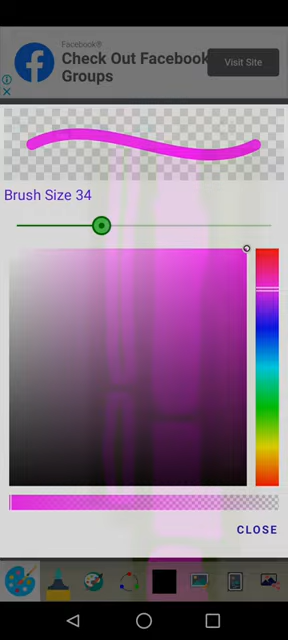 Facebook®
Check Out Facebook
Groups
Visit Site
Brush Size 34
CLOSE